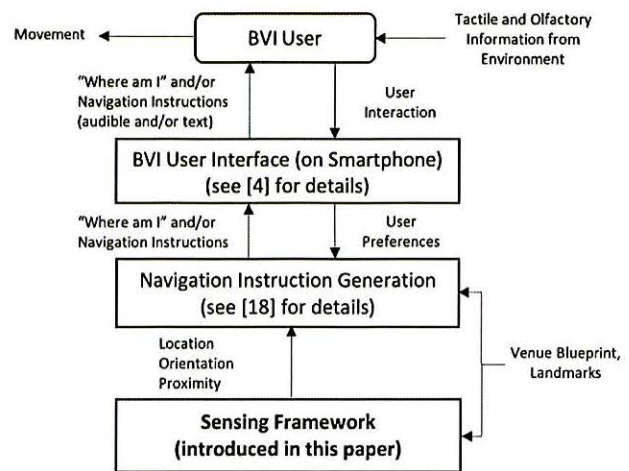 Movement
BVI User
Tactile and Olfactory
Information from
Environment
"Where am I" and/or
Navigation Instructions
(audible and/or text)
User
Interaction
BVI User Interface (on Smartphone)
(see [4] for details)
"Where am I" and/or
Navigation Instructions
User
Preferences
Navigation Instruction Generation
(see [18] for details)
Location
Orientation
Proximity
Venue Blueprint,
Landmarks
Sensing Framework
(introduced in this paper)